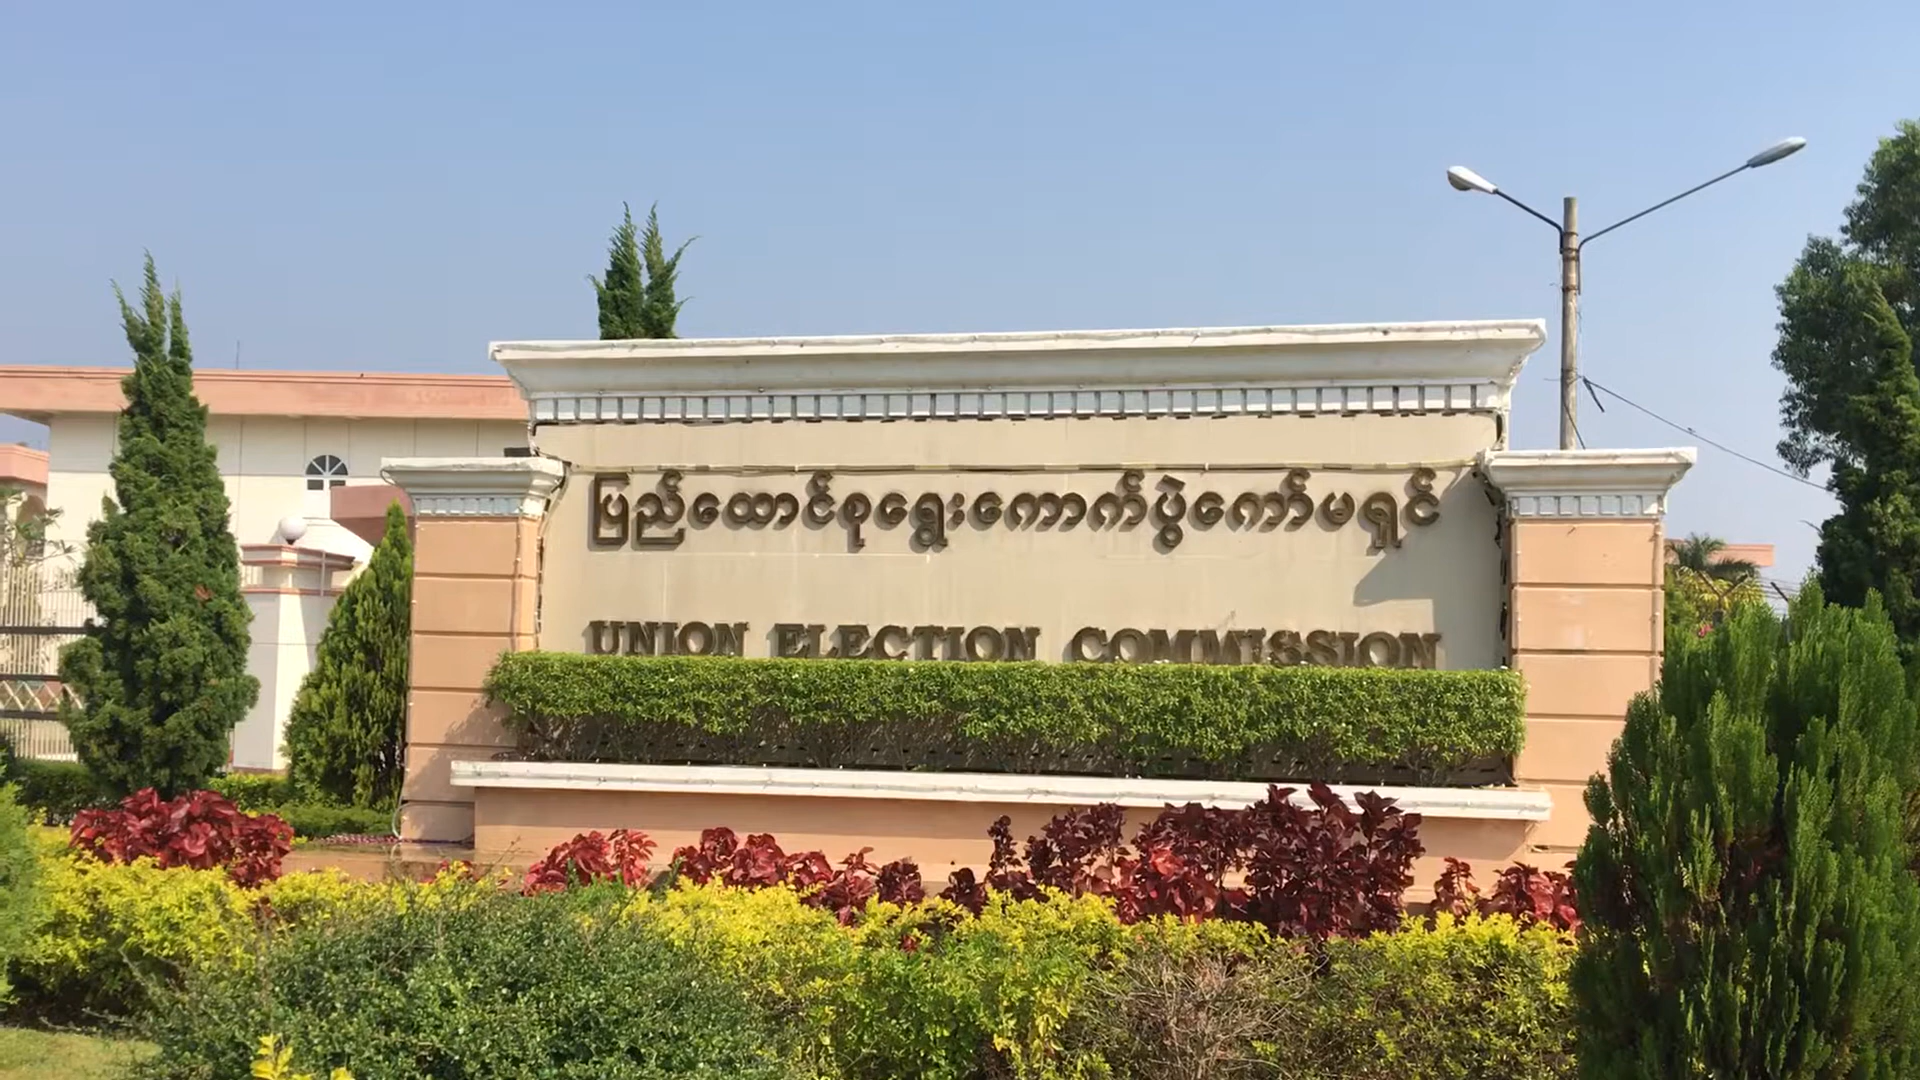 ပြည်ထောင်စုရွေးကောက်ပွဲကော်မရှင်
UNION ELECTION COMMISSION